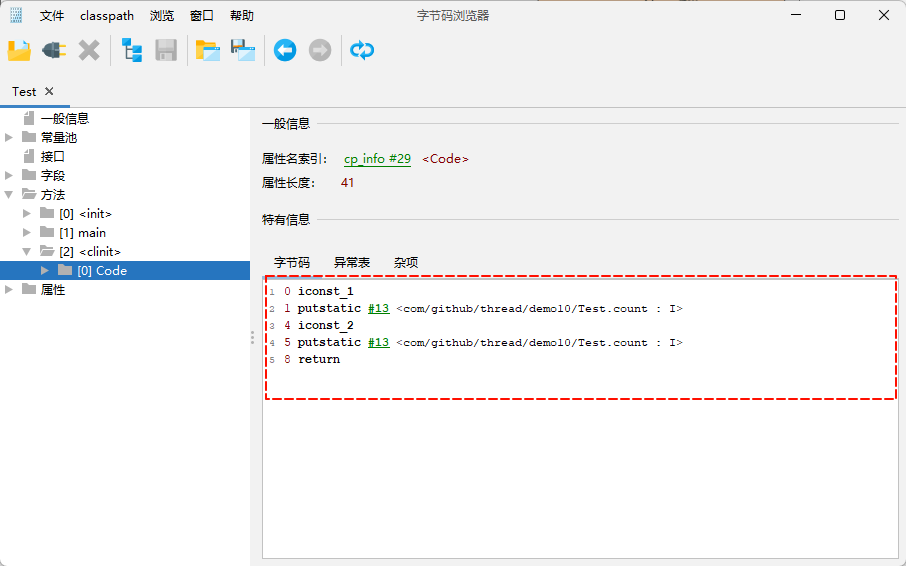 文件 classpath 浏览 窗口 帮助 字节码浏览器
Test
一般信息
常量池
接口
字段
方法
[0] <init>
[1] main
[2] <clinit>
[0] Code
属性
一般信息
属性名索引： cp_info #29 <Code>
属性长度： 41
特有信息
字节码 异常表 杂项
1 0 iconst_1
2 1 putstatic #13 <com/github/thread/demo10/Test.count : I>
3 4 iconst_2
4 5 putstatic #13 <com/github/thread/demo10/Test.count : I>
5 8 return